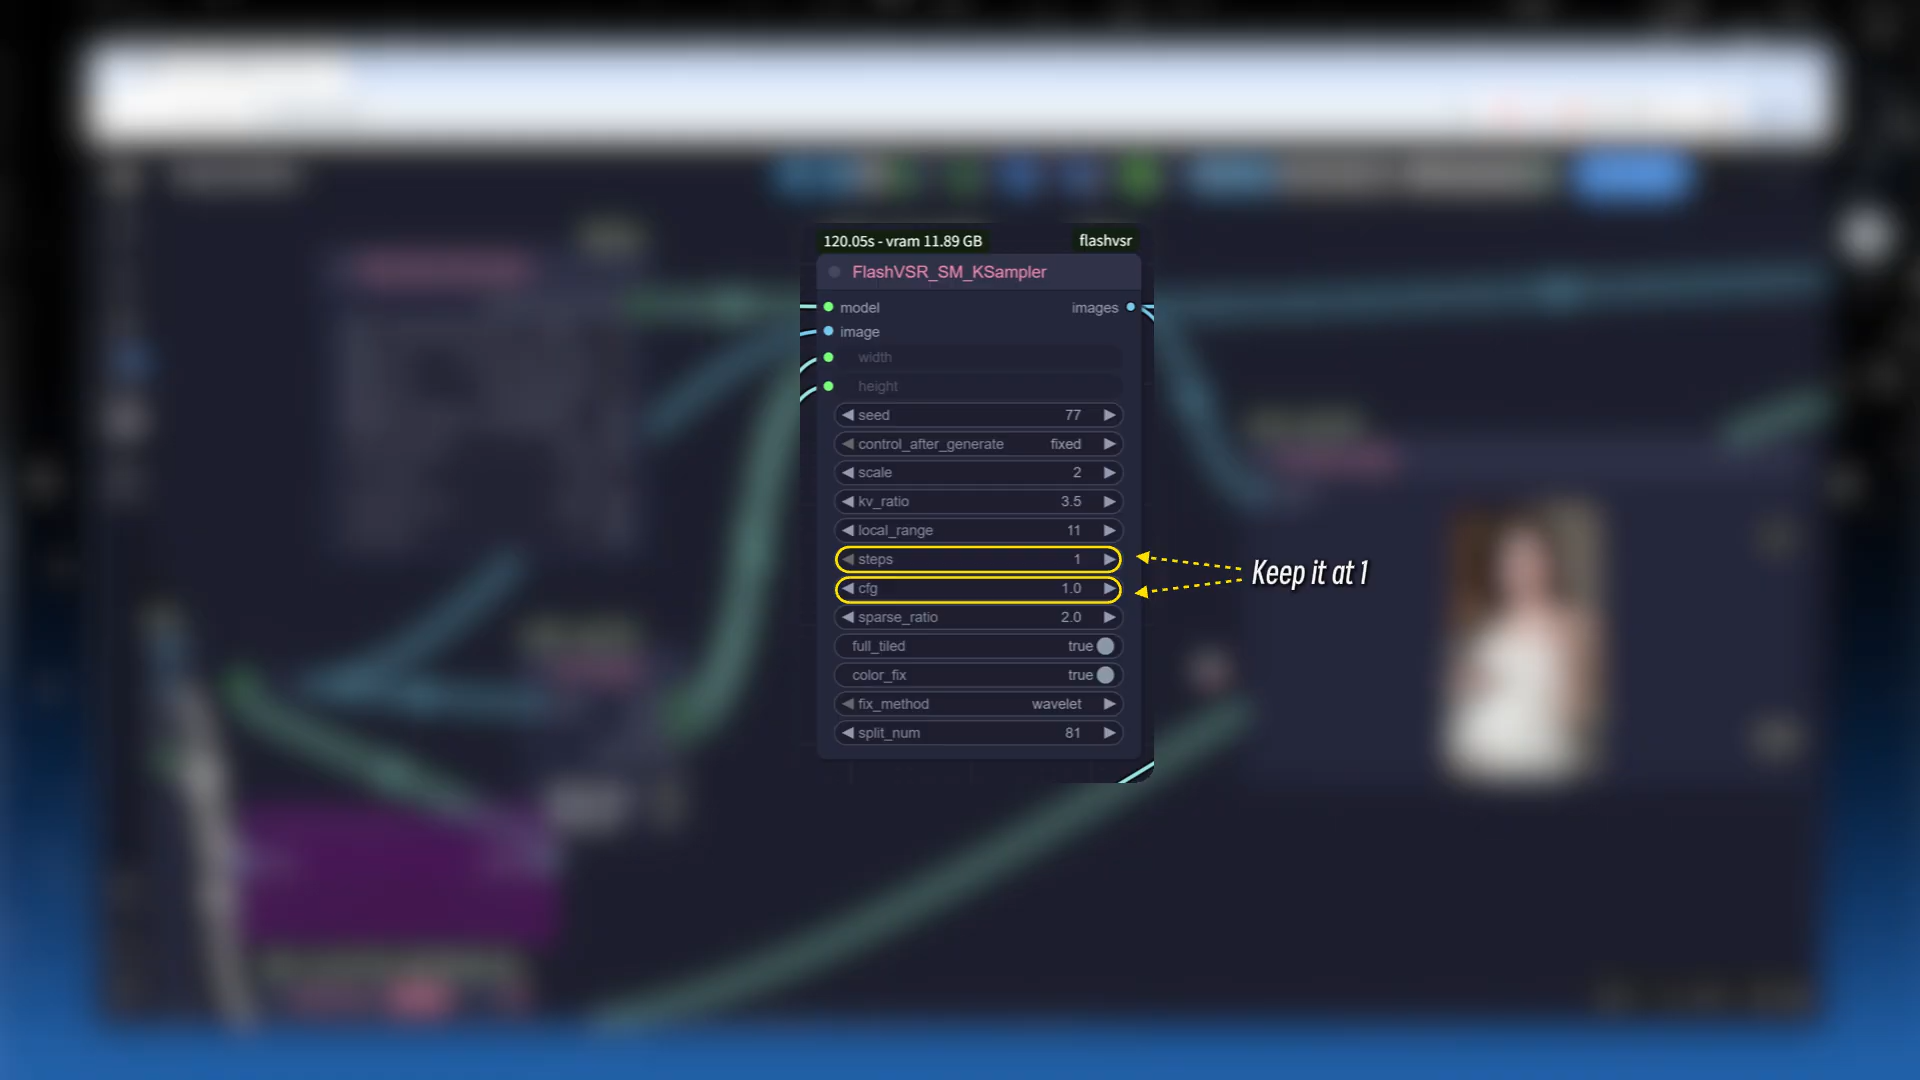 120.05s - vram 11.89 GB flashvsr
FlashVSR_SM_KSampler
model images
image
width
height
seed 77
control_after_generate fixed
scale 2
kv_ratio 3.5
local_range 11
steps 1
cfg 1.0
Keep it at 1
sparse_ratio 2.0
full_tiled true
color_fix true
fix_method wavelet
split_num 81